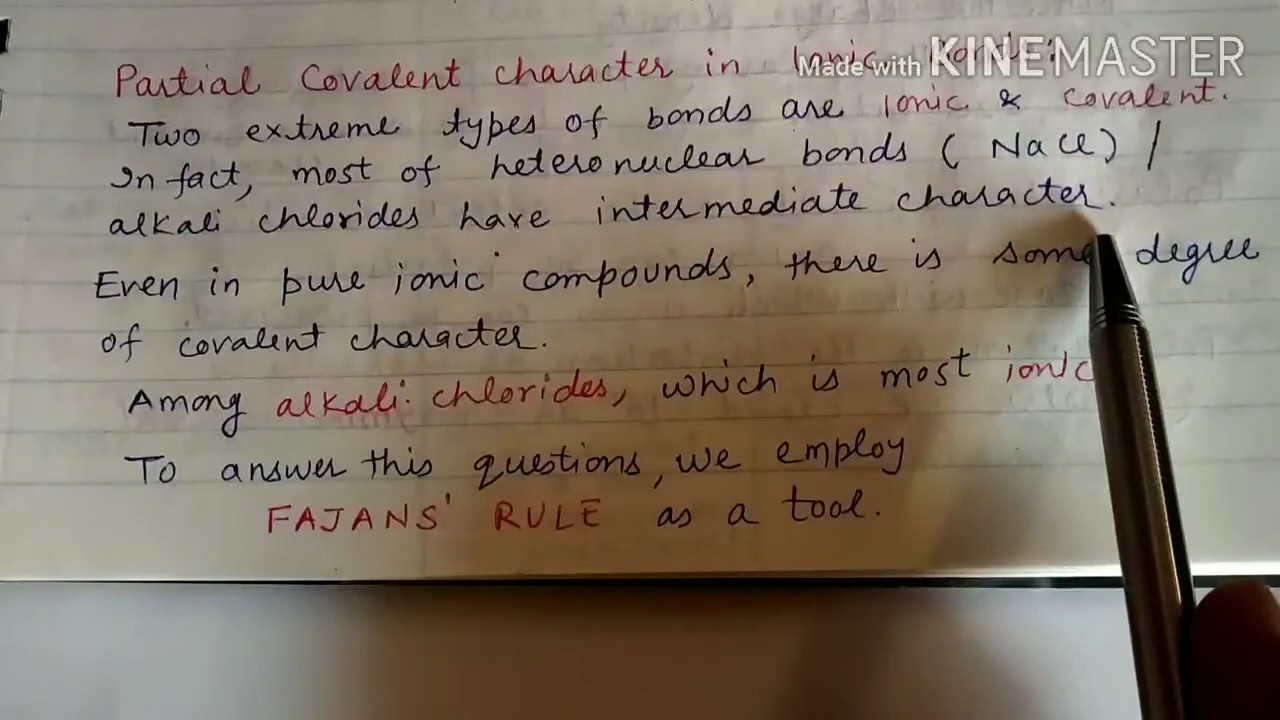 Partial Covalent character in Ionic Bonds:
Made with KINEMASTER
Two extreme types of bonds are ionic & covalent.
In fact, most of heteronuclear bonds (NaCl) /
alkali chlorides have intermediate character.
Even in pure ionic compounds, there is some degree
of covalent character.
Among alkali chlorides, which is most ionic
To answer this questions, we employ
FAJANS' RULE as a tool.